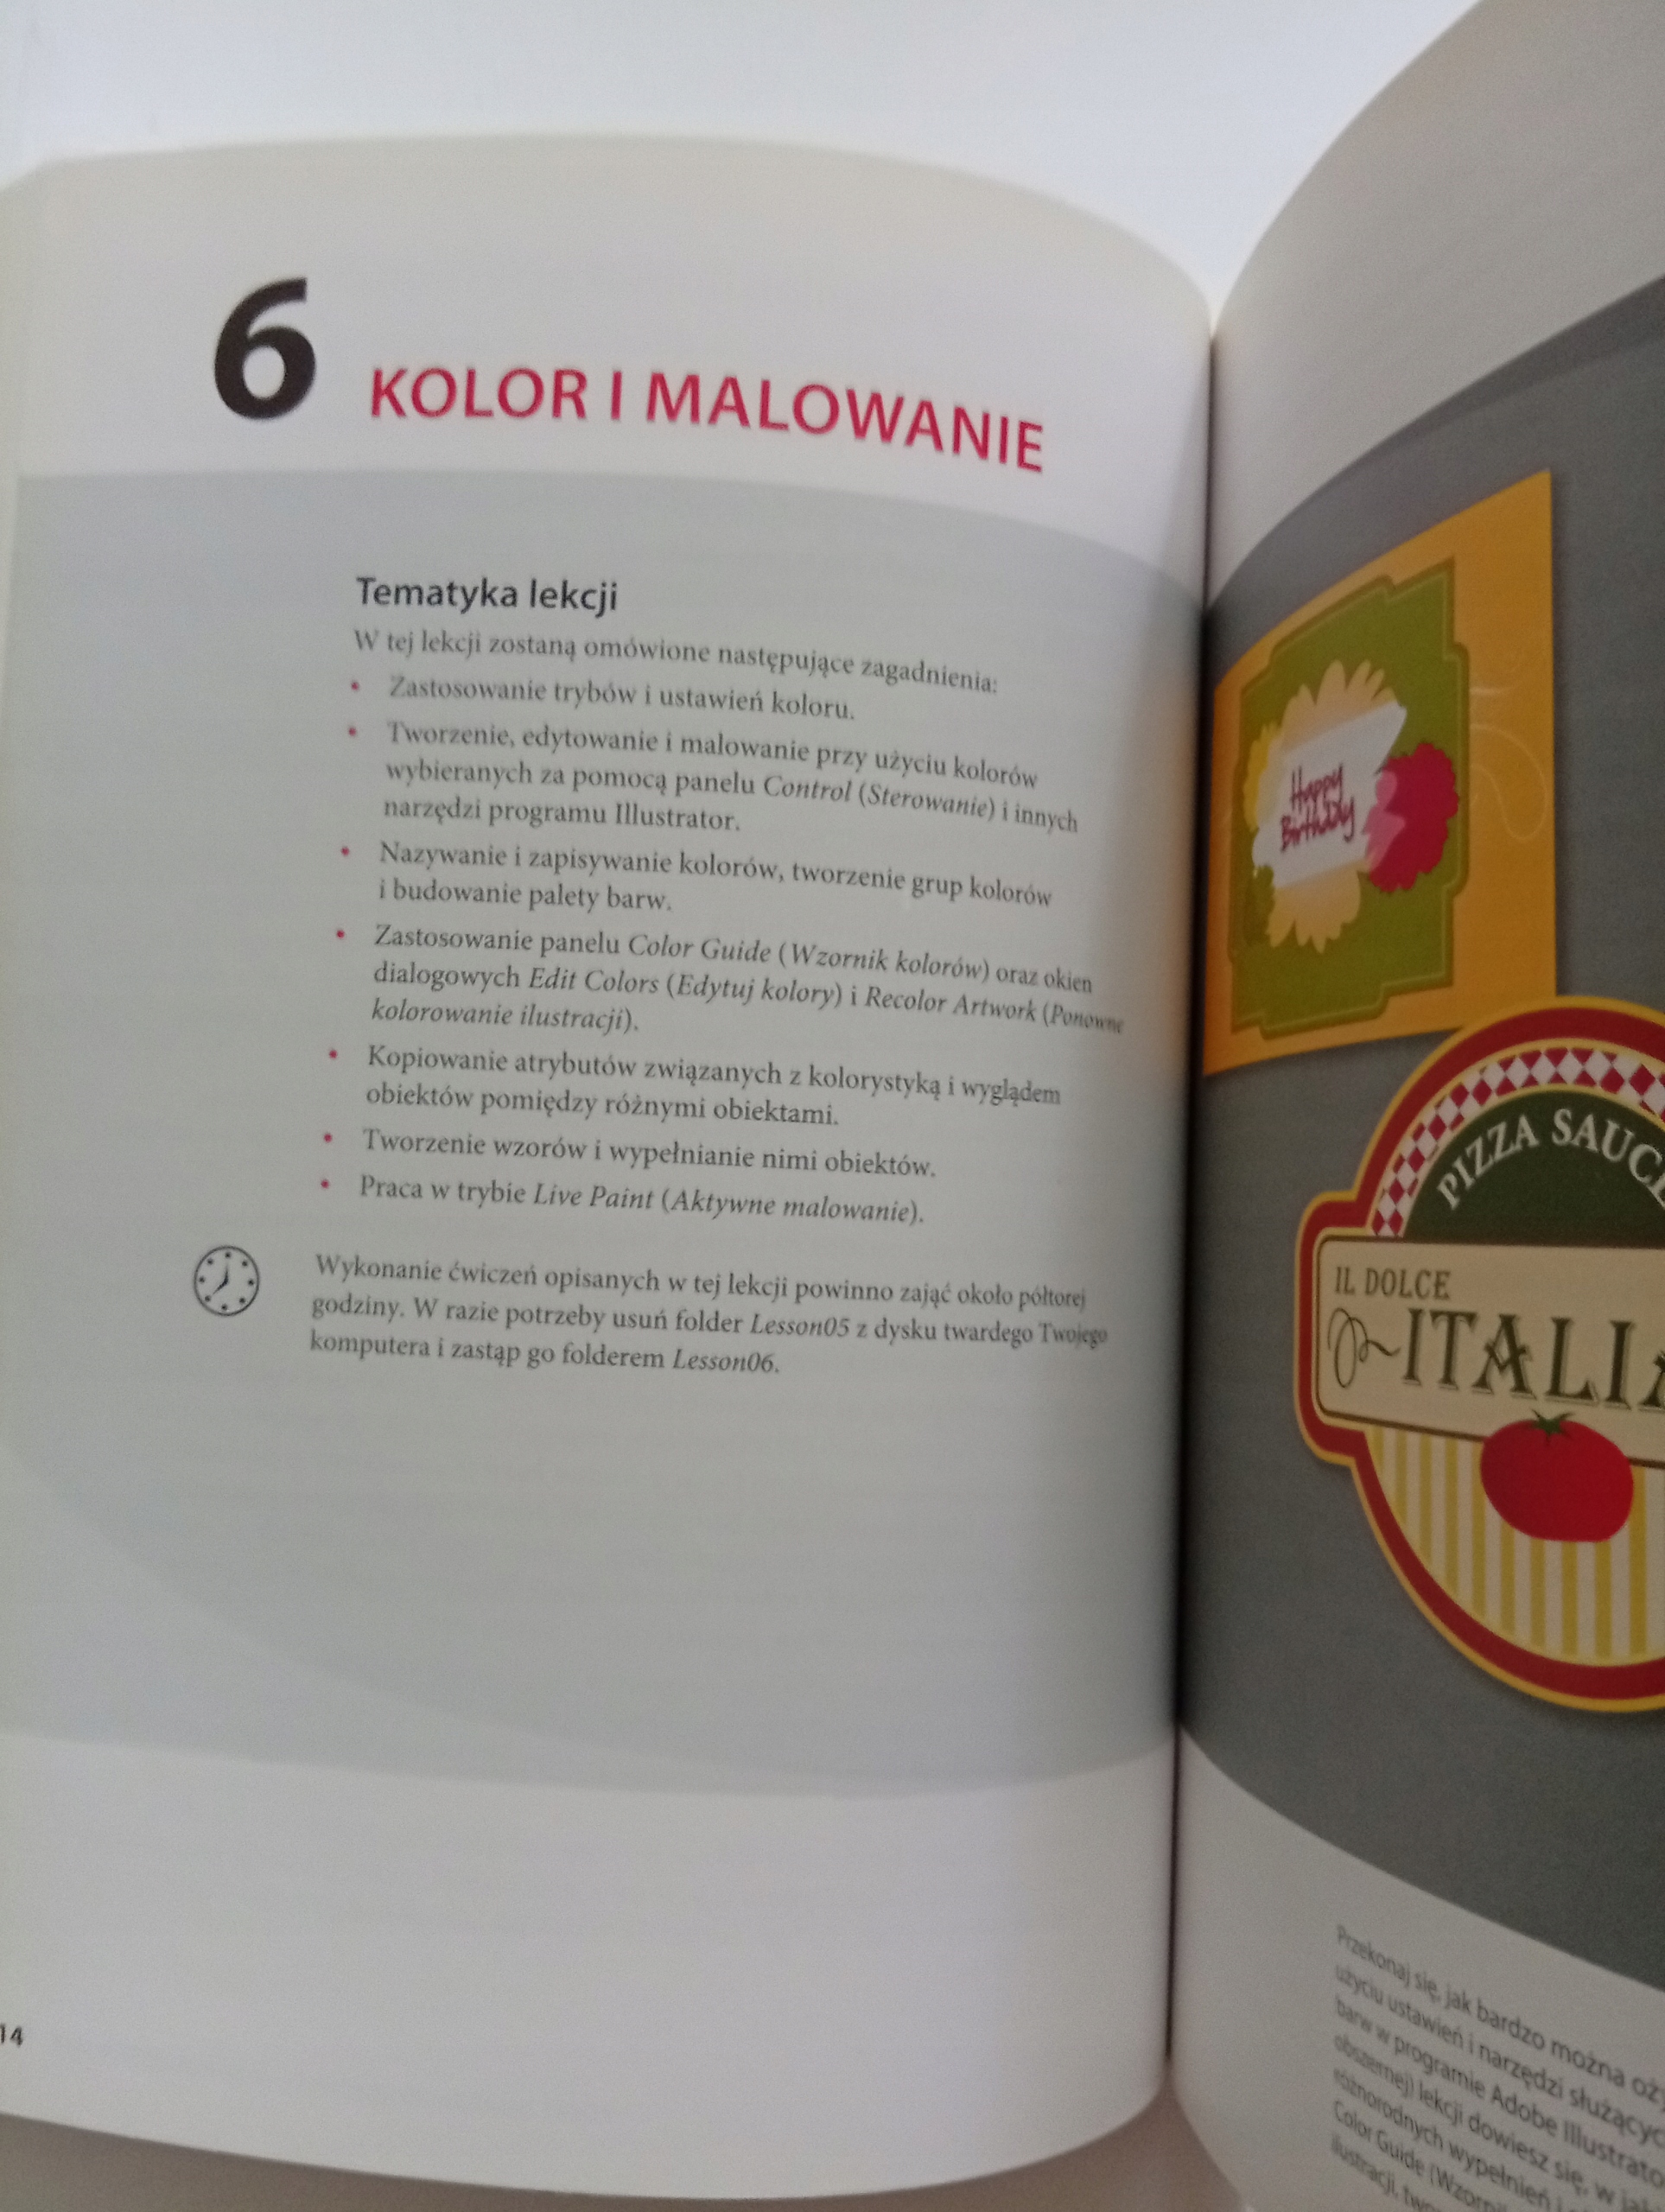 6
KOLOR I MALOWANIE
Tematyka lekcji
W tej lekcji zostaną omówione następujące zagadnienia:
• Zastosowanie trybów i ustawień koloru.
• Tworzenie, edytowanie i malowanie przy użyciu kolorów
wybieranych za pomocą panelu Control (Sterowanie) i innych
narzędzi programu Illustrator.
• Nazywanie i zapisywanie kolorów, tworzenie grup kolorów
i budowanie palety barw.
• Zastosowanie panelu Color Guide (Wzornik kolorów) oraz okien
dialogowych Edit Colors (Edytuj kolory) i Recolor Artwork (Ponowne
kolorowanie ilustracji).
• Kopiowanie atrybutów związanych z kolorystyką i wyglądem
obiektów pomiędzy różnymi obiektami.
• Tworzenie wzorów i wypełnianie nimi obiektów.
• Praca w trybie Live Paint (Aktywne malowanie).
Wykonanie ćwiczeń opisanych w tej lekcji powinno zająć około półtorej
godziny. W razie potrzeby usuń folder Lesson05 z dysku twardego Twojego
komputera i zastąp go folderem Lesson06.
14
Happy
Birthday
PIZZA SAUCE
IL DOLCE
ITALIA
Przekonaj się, jak bardzo można
użyciu ustawień i narzędzi
barw w programie Adobe
obszernej) lekcji dowiesz się, w
różnorodnych wypełnień i
Color Guide
ilustracji,